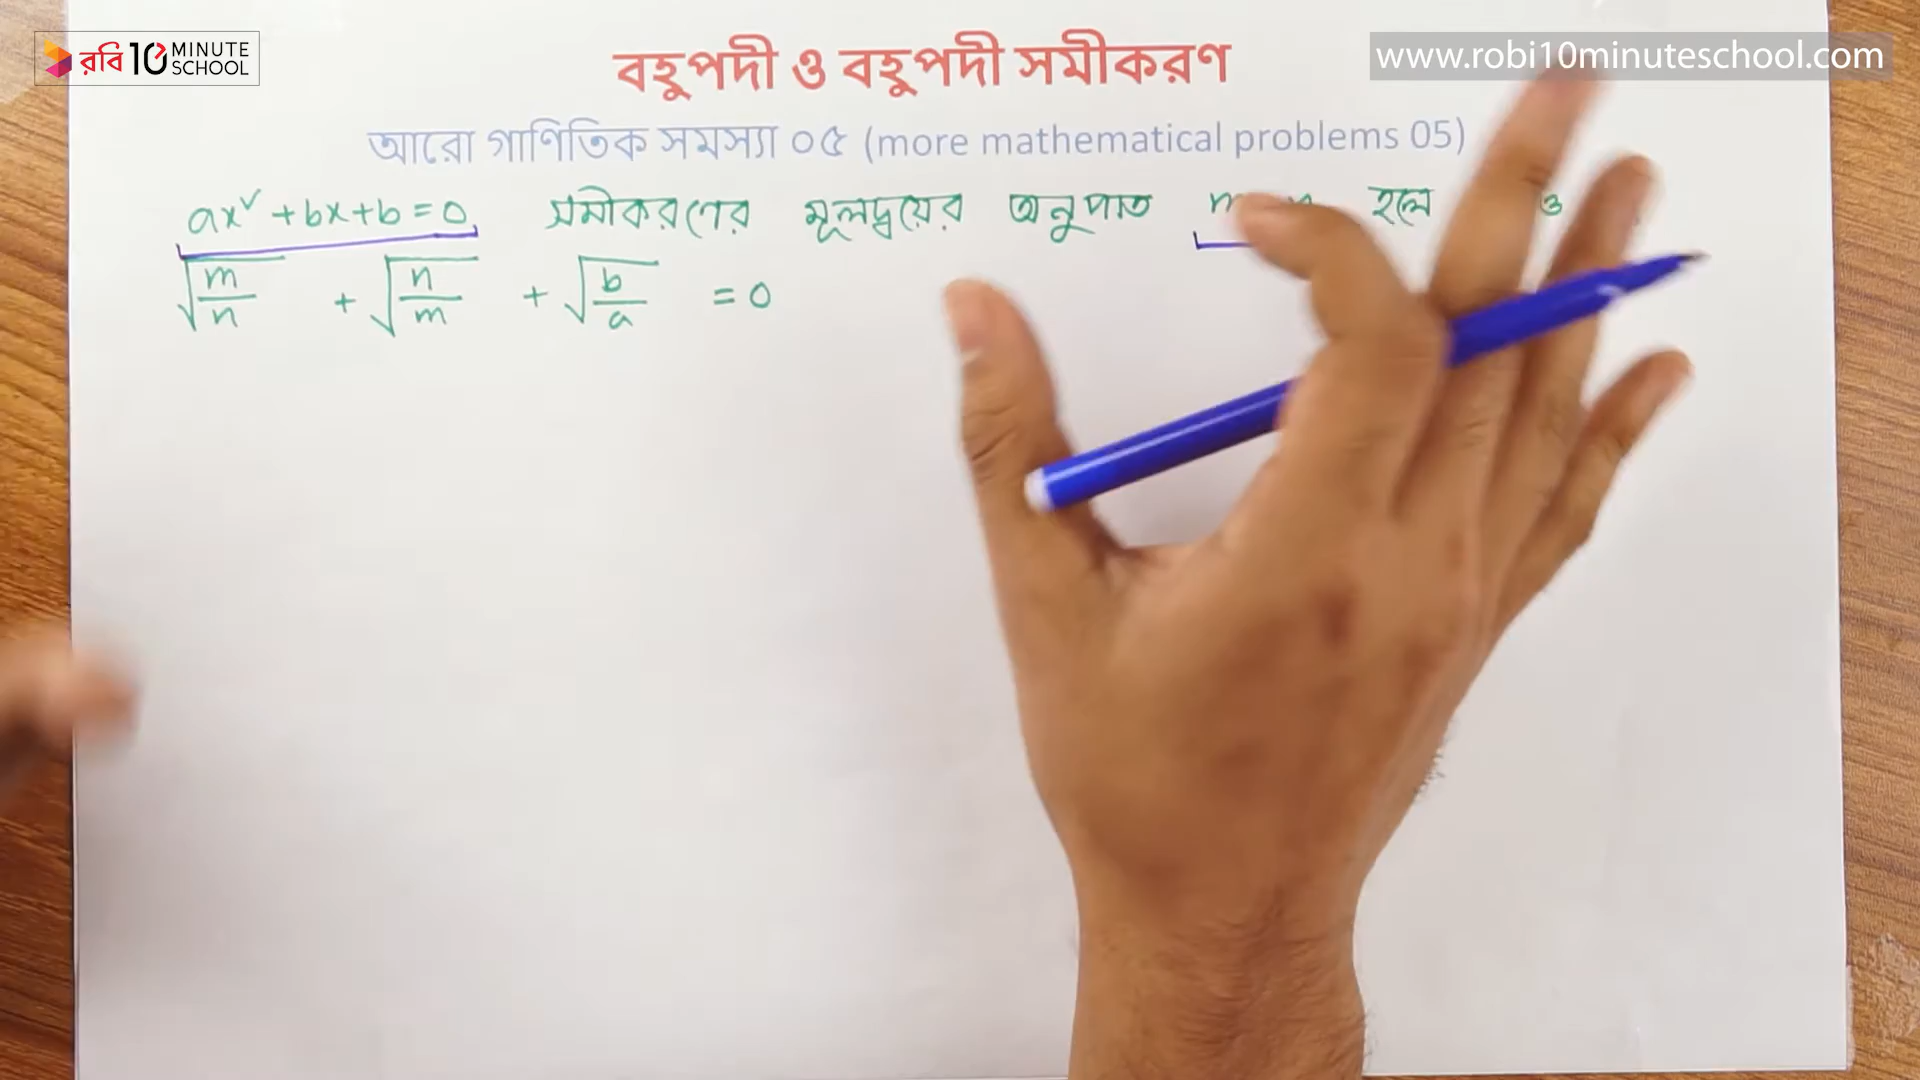 রবি 10 MINUTE SCHOOL
www.robi10minuteschool.com
বহুপদী ও বহুপদী সমীকরণ
আরো গাণিতিক সমস্যা ০৫ (more mathematical problems 05)
ax² + bx + b = 0 সমীকরণের মূলদ্বয়ের অনুপাত হলে
√(m/n) + √(n/m) + √(b/a) = 0